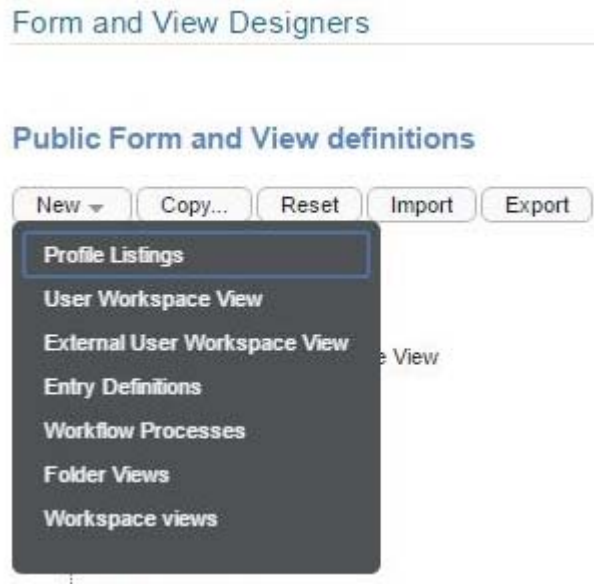 Form and View Designers
Public Form and View definitions
New Copy... Reset Import Export
Profile Listings
User Workspace View
External User Workspace View
View
Entry Definitions
Workflow Processes
Folder Views
Workspace views